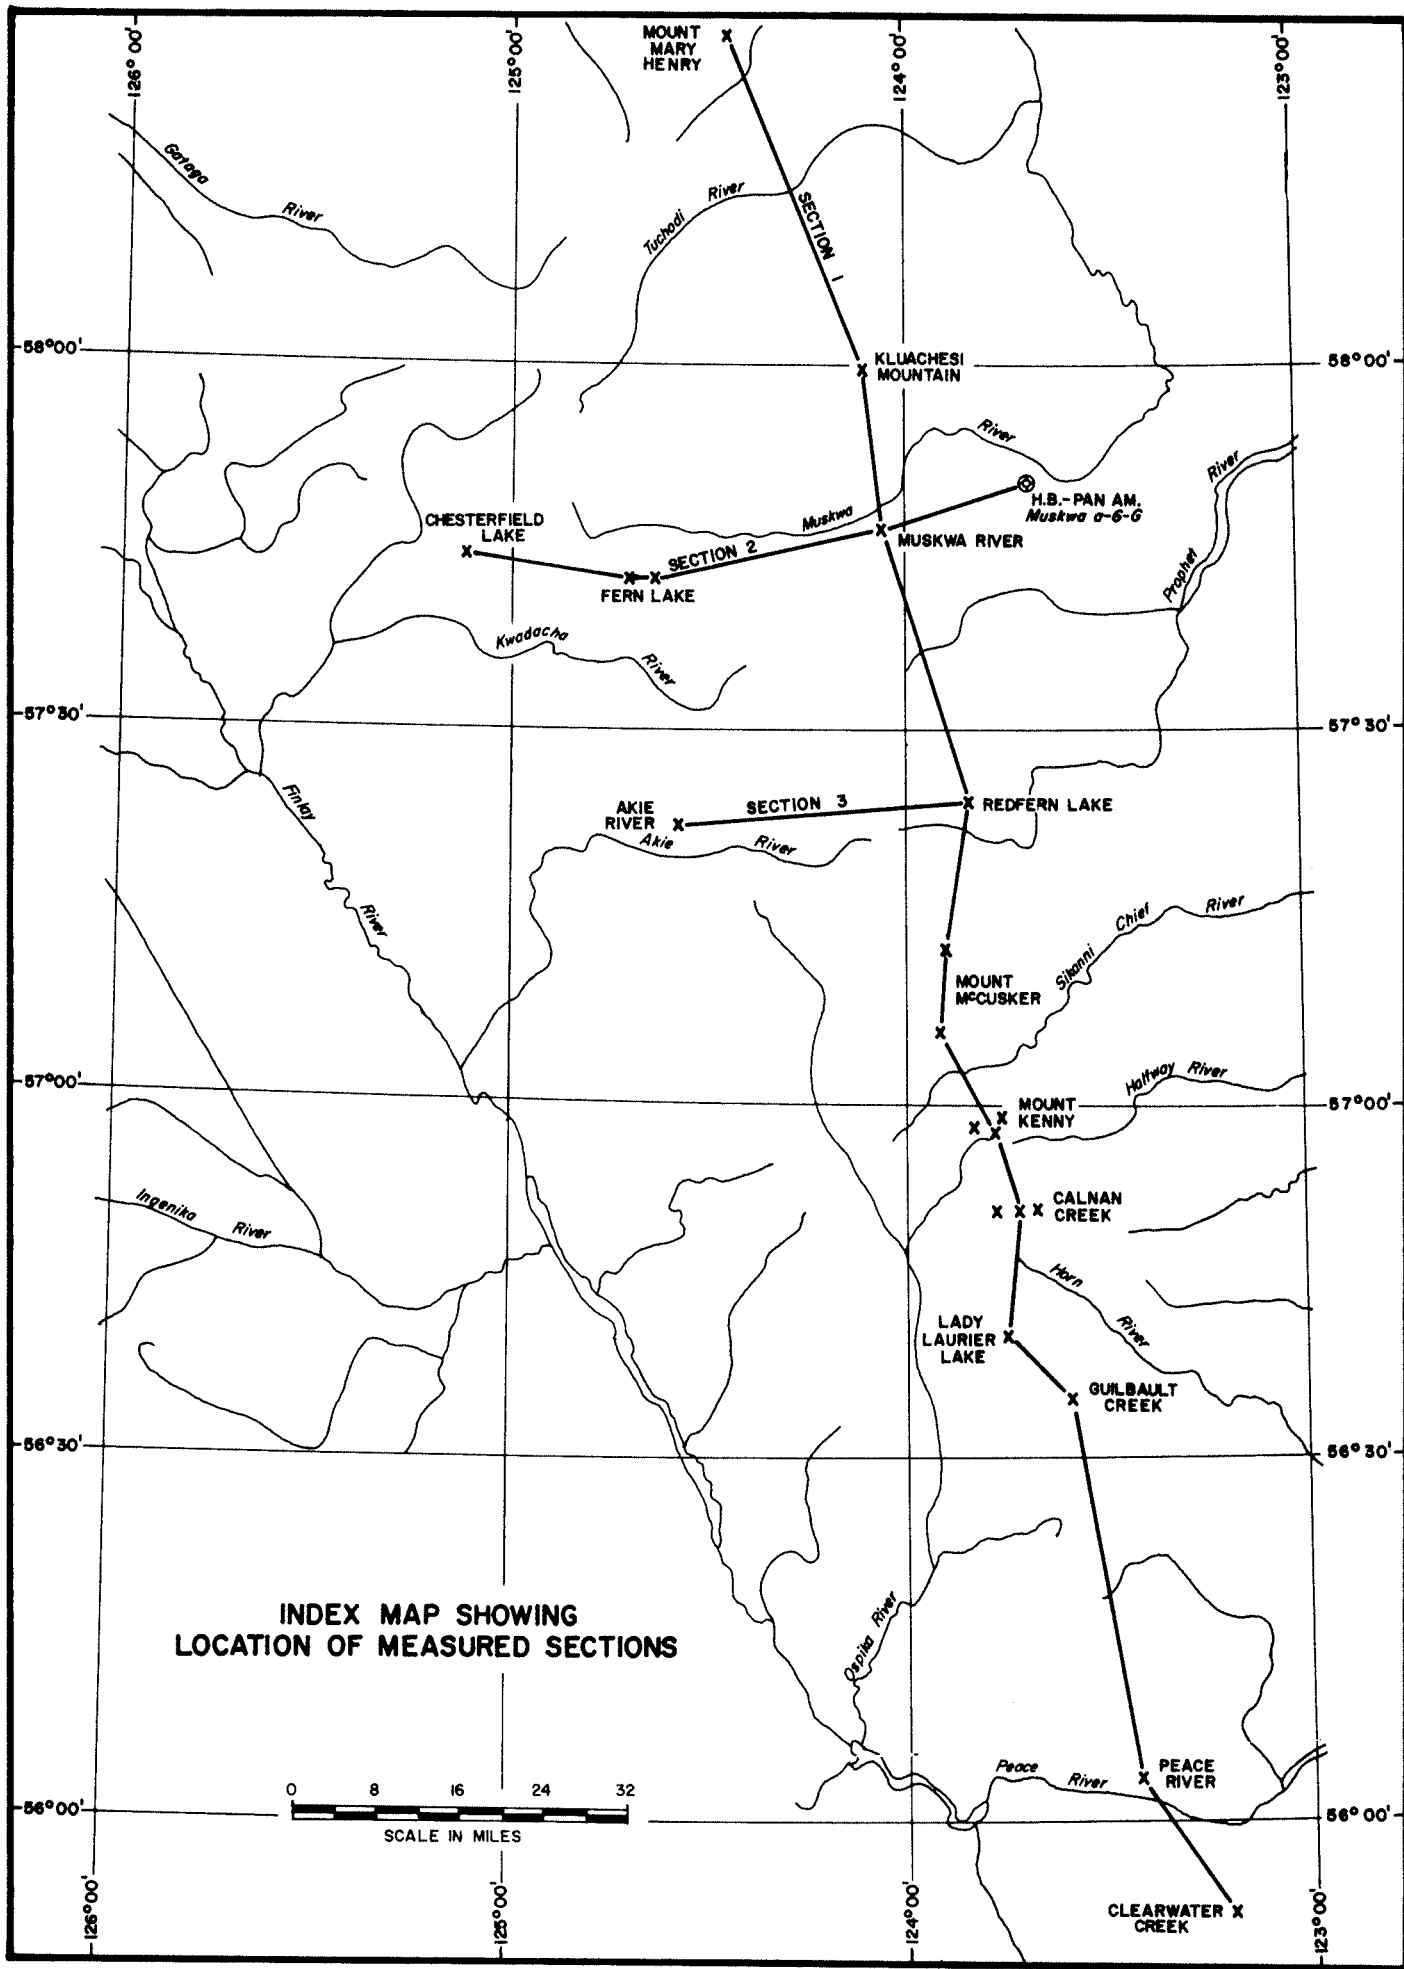 126° 00'
125° 00'
124° 00'
123° 00'
MOUNT
MARY
HENRY
Gataga
River
Tuchodi
River
SECTION 1
58° 00'
58° 00'
KLUACHESI
MOUNTAIN
River
River
H.B.-PAN AM.
Muskwa a-6-G
CHESTERFIELD
LAKE
Muskwa
MUSKWA RIVER
SECTION 2
FERN LAKE
Prophet
Kwadacha
River
57° 30'
57° 30'
Finlay
AKIE
RIVER
SECTION 3
REDFERN LAKE
Akie
River
River
Sikanni
Chief
River
MOUNT
McCUSKER
57° 00'
57° 00'
Halfway
River
MOUNT
KENNY
Ingenika
River
CALNAN
CREEK
Horn
River
LADY
LAURIER
LAKE
GUILBAULT
CREEK
56° 30'
56° 30'
Ospika River
INDEX MAP SHOWING
LOCATION OF MEASURED SECTIONS
Peace
River
PEACE
RIVER
0 8 16 24 32
SCALE IN MILES
56° 00'
56° 00'
CLEARWATER
CREEK
126° 00'
125° 00'
124° 00'
123° 00'